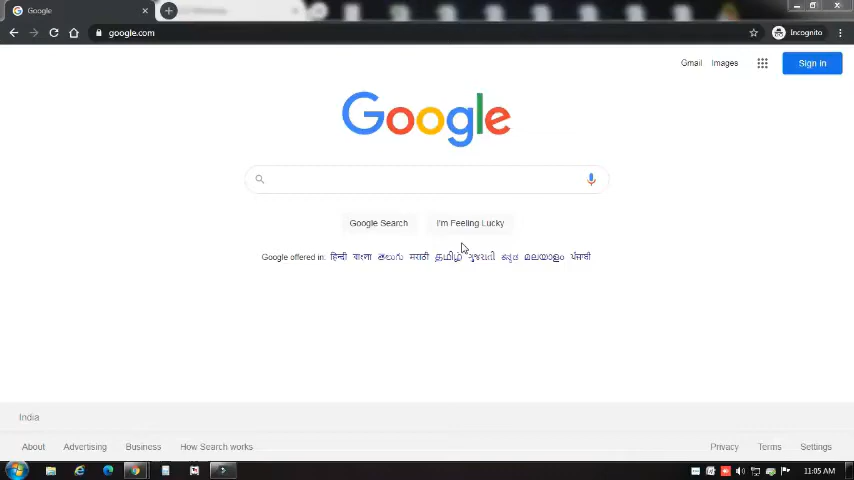 Google
google.com
Incognito
Gmail Images
Sign in
Google
Google Search I'm Feeling Lucky
Google offered in: हिन्दी বাংলা తెలుగు मराठी தமிழ் ગુજરાતી ಕನ್ನಡ മലയാളം ਪੰਜਾਬੀ
India
About Advertising Business How Search works Privacy Terms Settings
11:05 AM